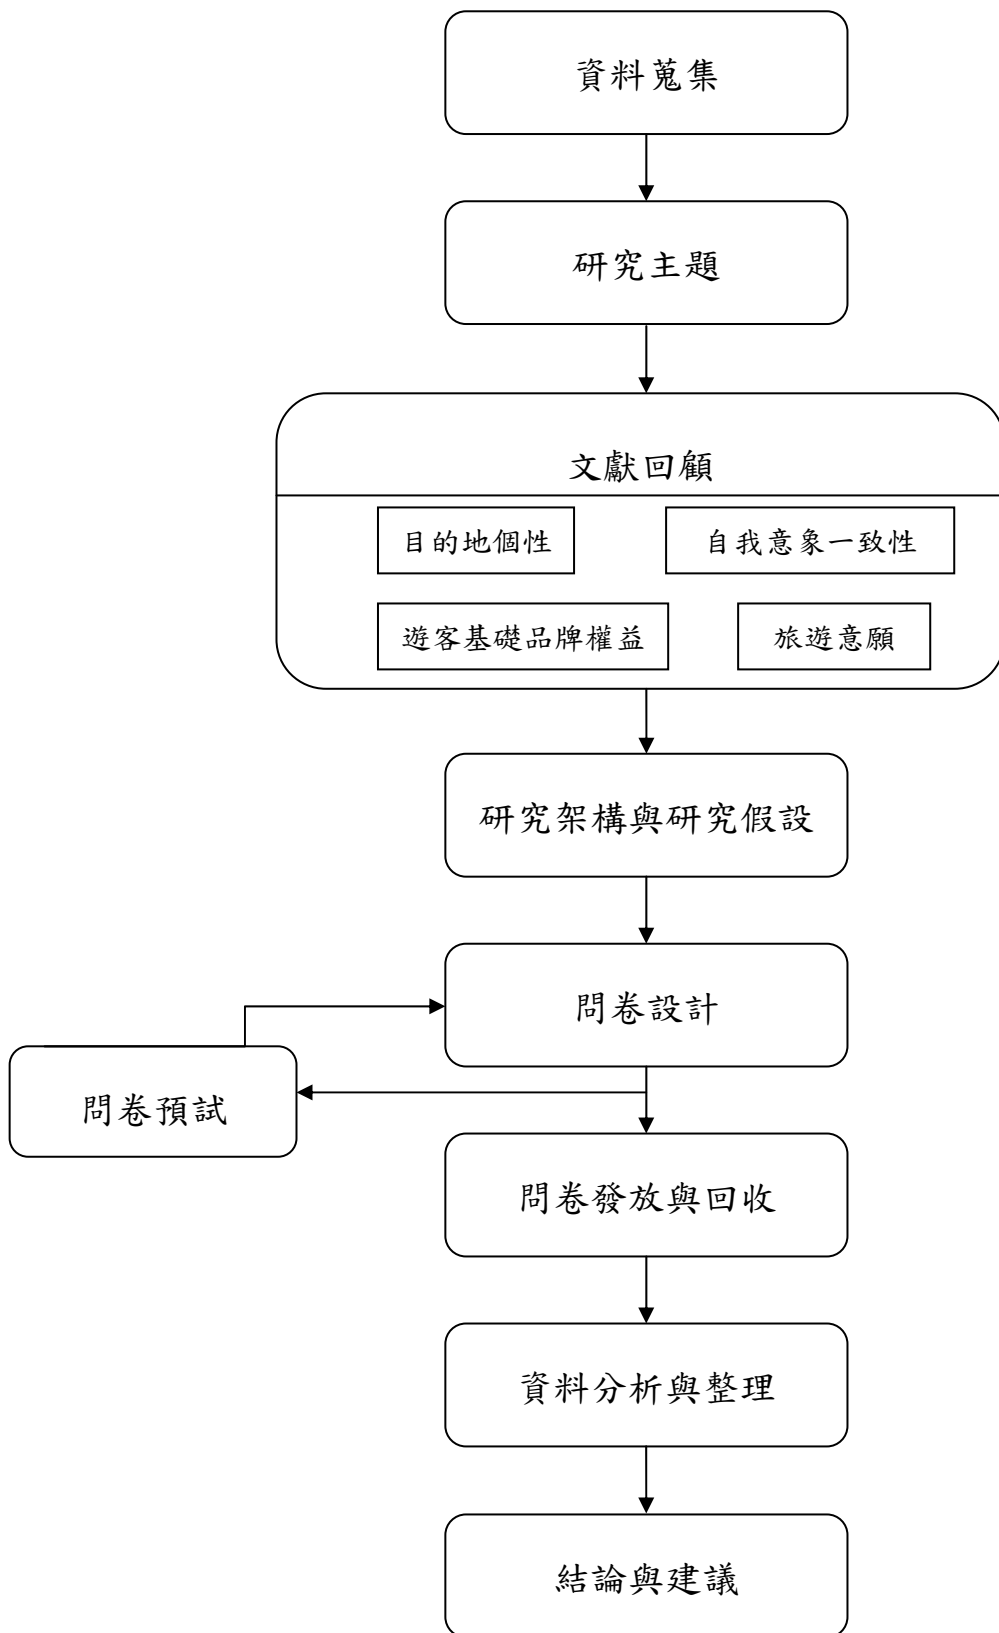 資料蒐集
研究主題
文獻回顧
目的地個性
自我意象一致性
遊客基礎品牌權益
旅遊意願
研究架構與研究假設
問卷設計
問卷預試
問卷發放與回收
資料分析與整理
結論與建議